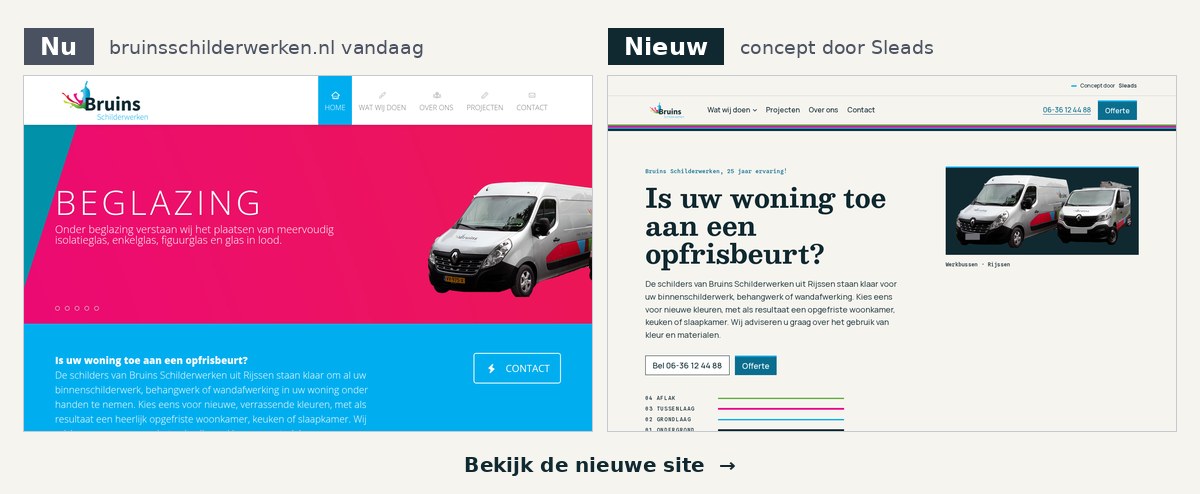 Nu bruinsschilderwerken.nl vandaag
Bruins
Schilderwerken
HOME
WAT WIJ DOEN
OVER ONS
PROJECTEN
CONTACT
BEGLAZING
Onder beglazing verstaan wij het plaatsen van meervoudig
isolatieglas, enkelglas, figuurglas en glas in lood.
Is uw woning toe aan een opfrisbeurt?
De schilders van Bruins Schilderwerken uit Rijssen staan klaar om al uw
binnenschilderwerk, behangwerk of wandafwerking in uw woning onder
handen te nemen. Kies eens voor nieuwe, verrassende kleuren, met als
resultaat een heerlijk opgefriste woonkamer, keuken of slaapkamer. Wij
CONTACT
Nieuw concept door Sleads
Concept door Sleads
Bruins
Wat wij doen
Projecten
Over ons
Contact
06-36 12 44 88
Offerte
Bruins Schilderwerken, 25 jaar ervaring!
Is uw woning toe
aan een
opfrisbeurt?
De schilders van Bruins Schilderwerken uit Rijssen staan klaar voor
uw binnenschilderwerk, behangwerk of wandafwerking. Kies eens
voor nieuwe kleuren, met als resultaat een opgefriste woonkamer,
keuken of slaapkamer. Wij adviseren u graag over het gebruik van
kleur en materialen.
Bel 06-36 12 44 88
Offerte
04 AFLAK
03 TUSSENLAAG
02 GRONDLAAG
01 ONDERGROND
Werkbussen · Rijssen
Bekijk de nieuwe site →